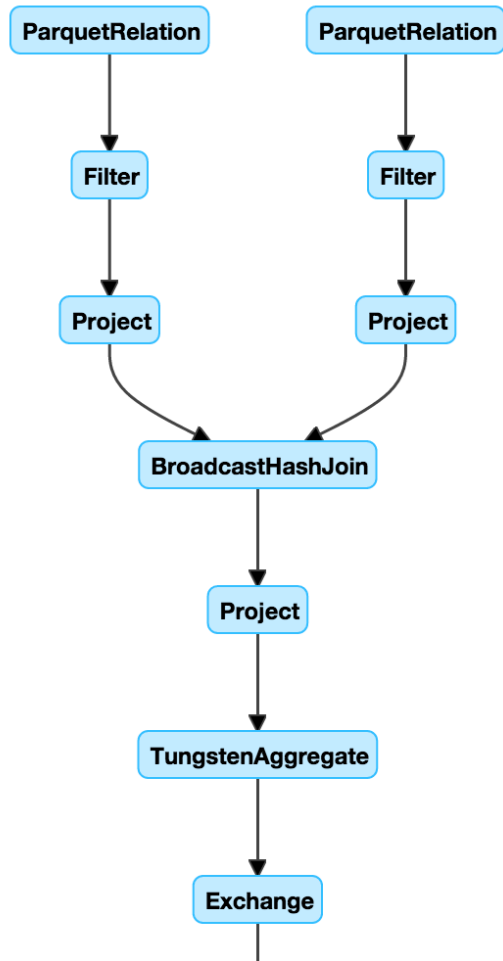 ParquetRelation
ParquetRelation
Filter
Filter
Project
Project
BroadcastHashJoin
Project
TungstenAggregate
Exchange